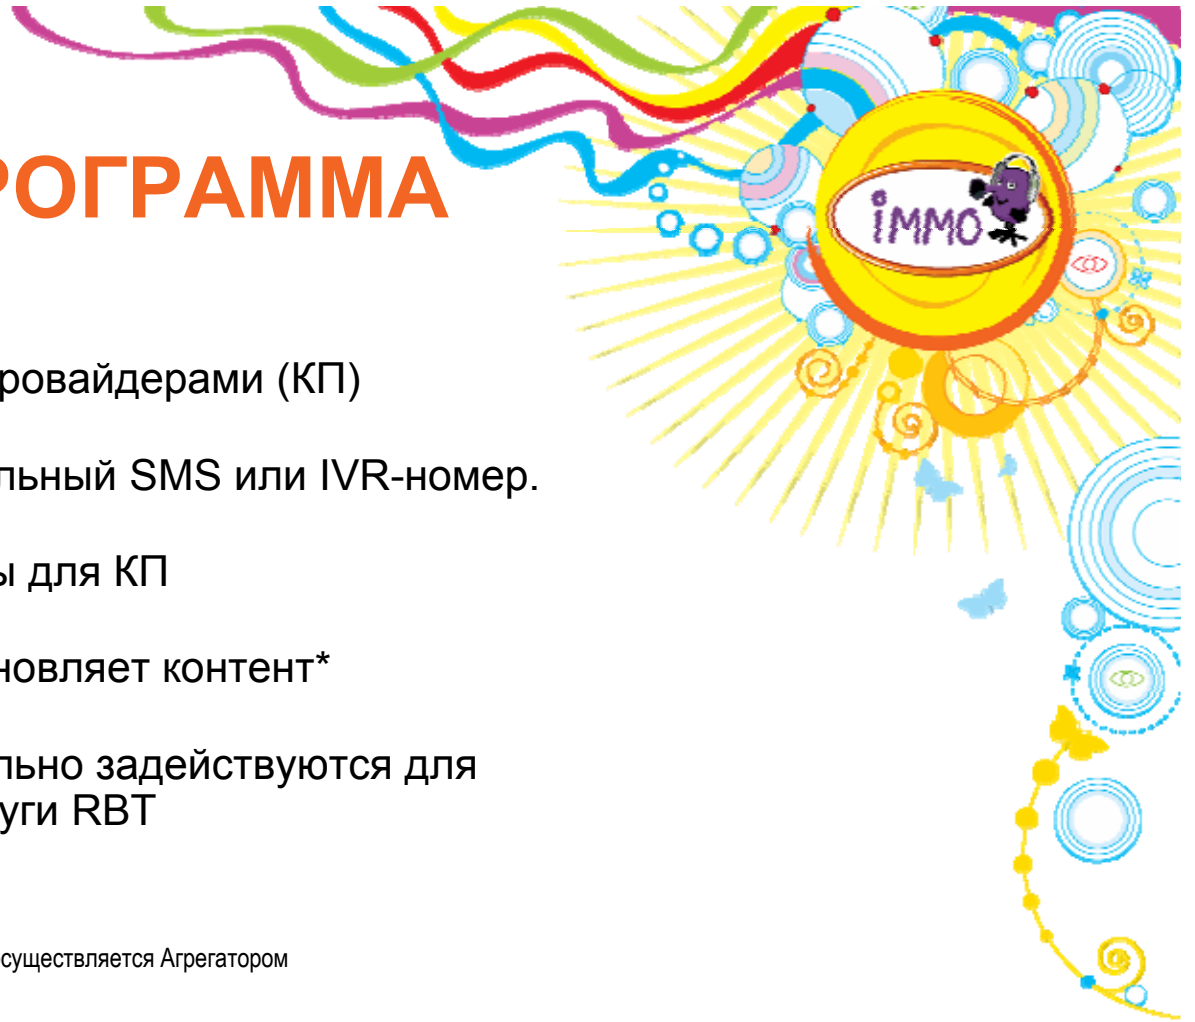 РОГРАММА
iммо
ровайдерами (КП)
льный SMS или IVR-номер.
ы для КП
новляет контент*
льно задействуются для
уги RBT
существляется Агрегатором